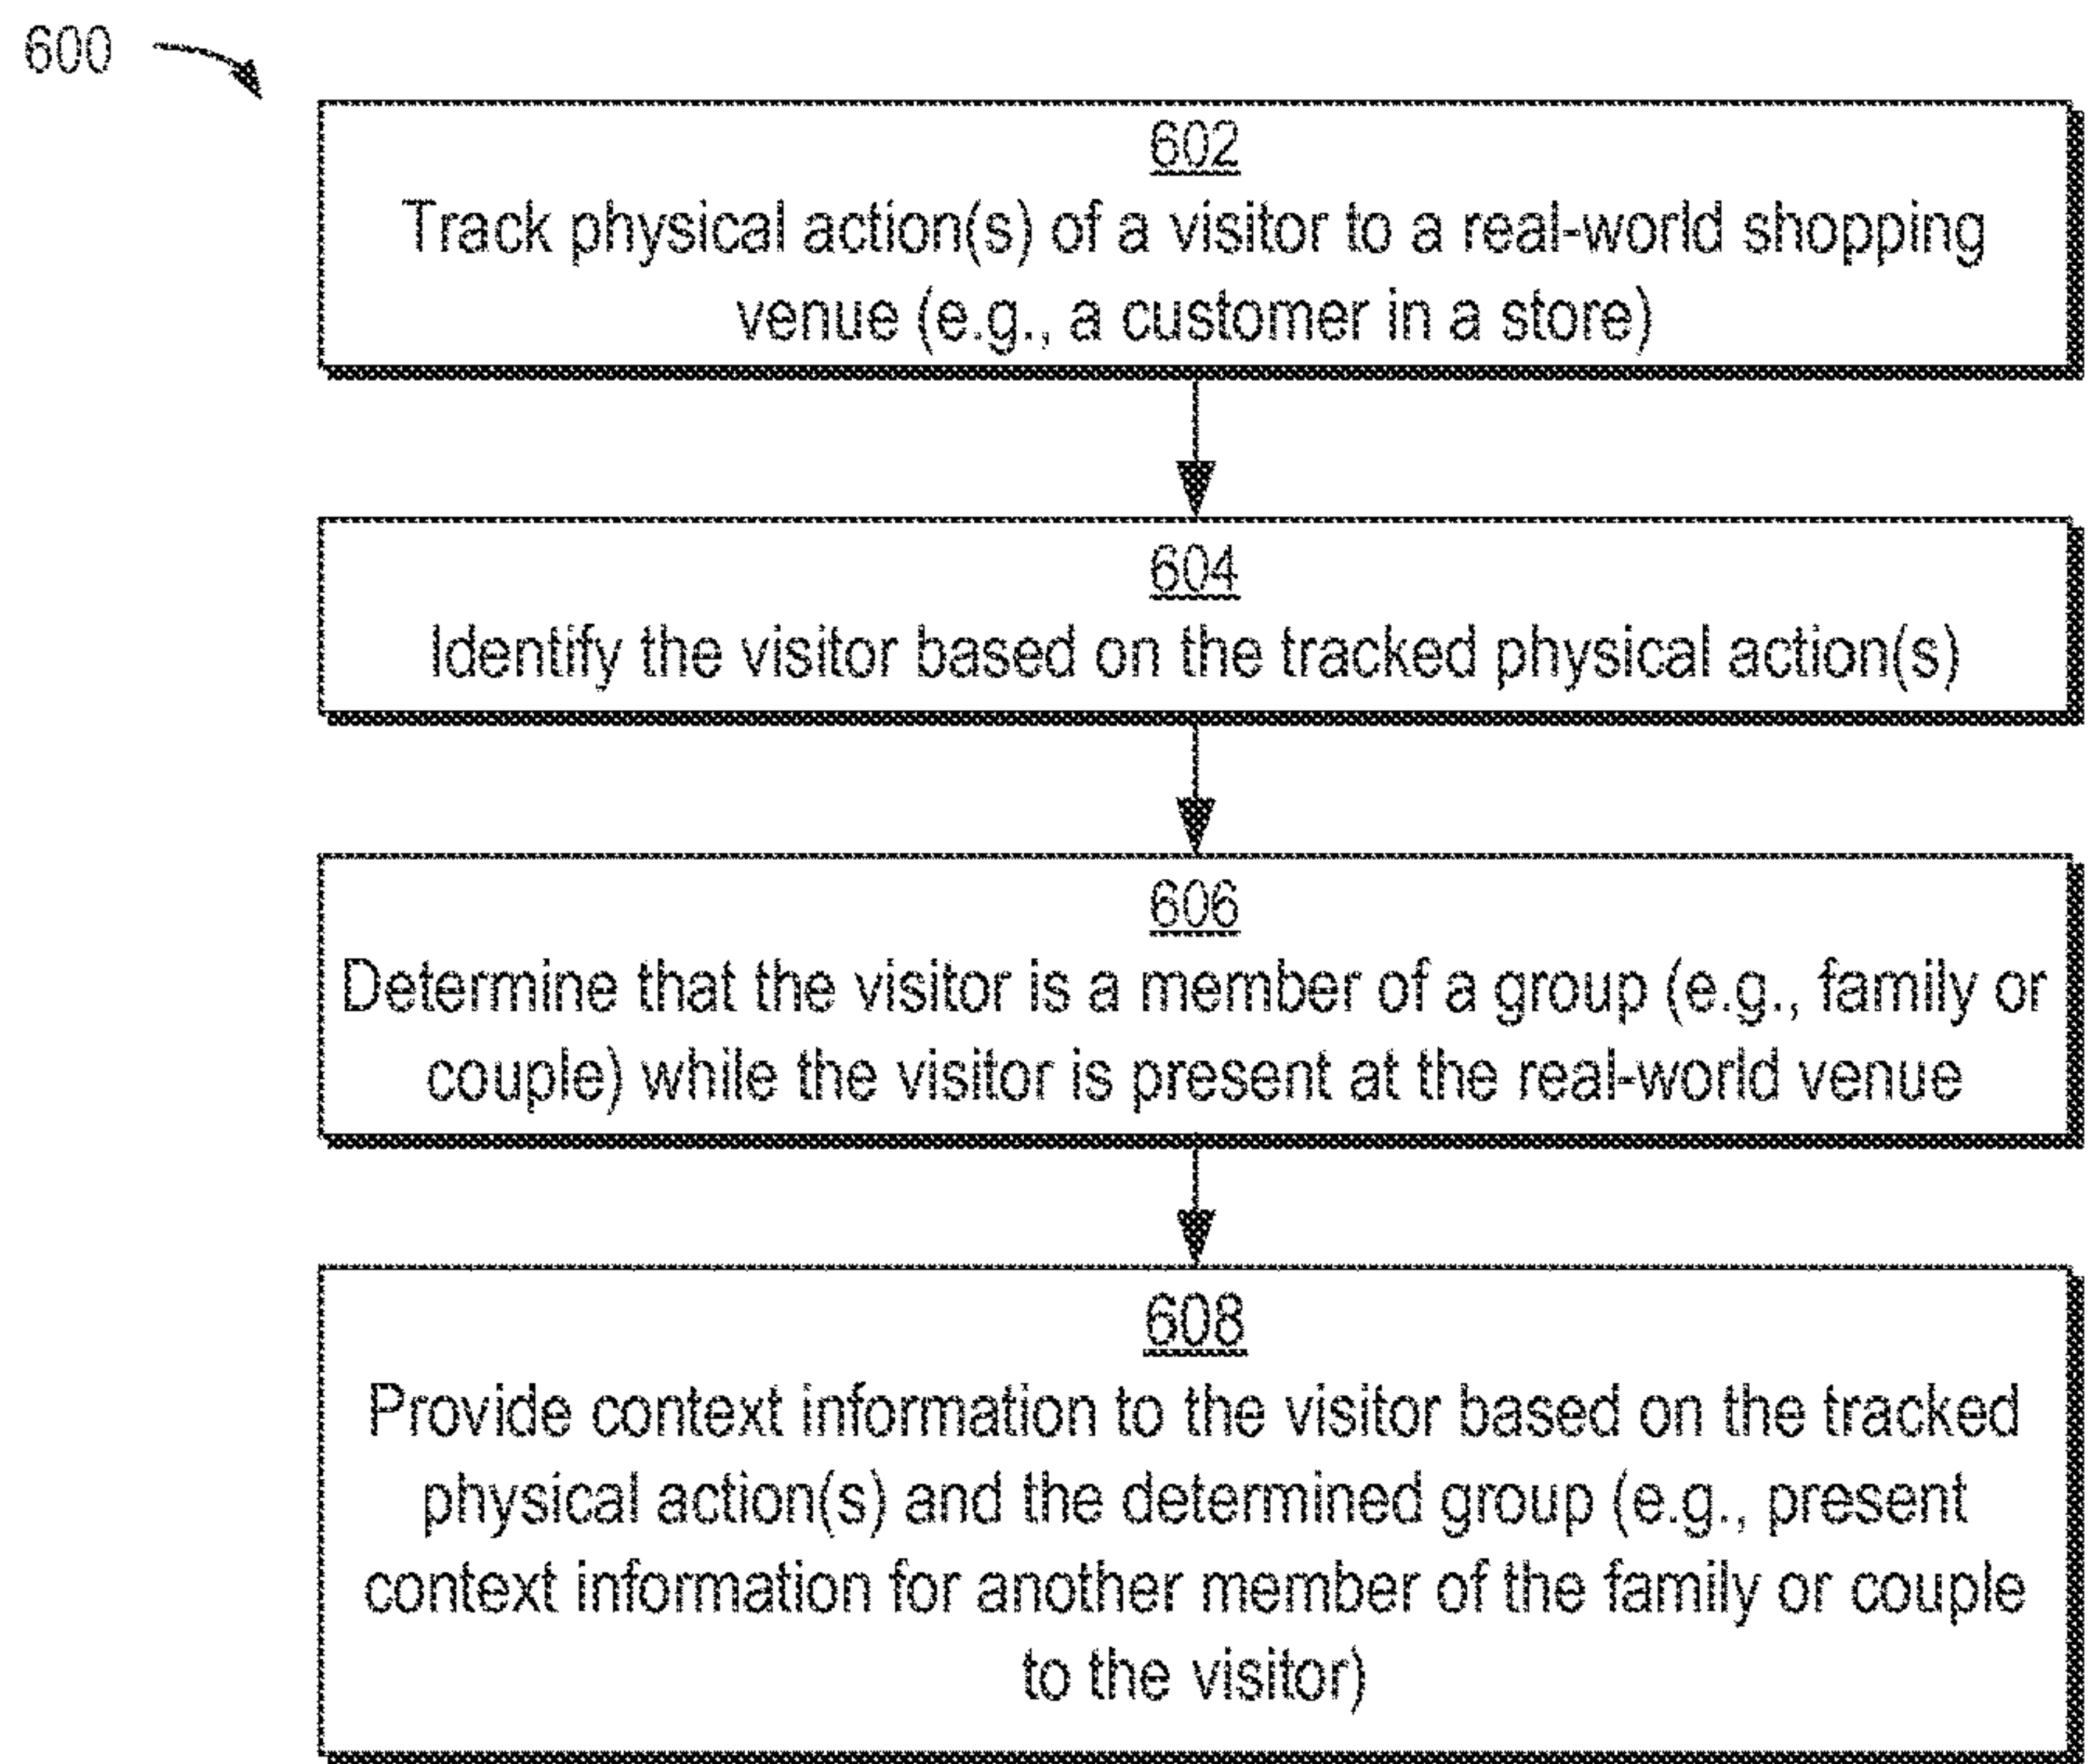 600
602
Track physical action(s) of a visitor to a real-world shopping
venue (e.g., a customer in a store)
604
Identify the visitor based on the tracked physical action(s)
606
Determine that the visitor is a member of a group (e.g., family or
couple) while the visitor is present at the real-world venue
608
Provide context information to the visitor based on the tracked
physical action(s) and the determined group (e.g., present
context information for another member of the family or couple
to the visitor)